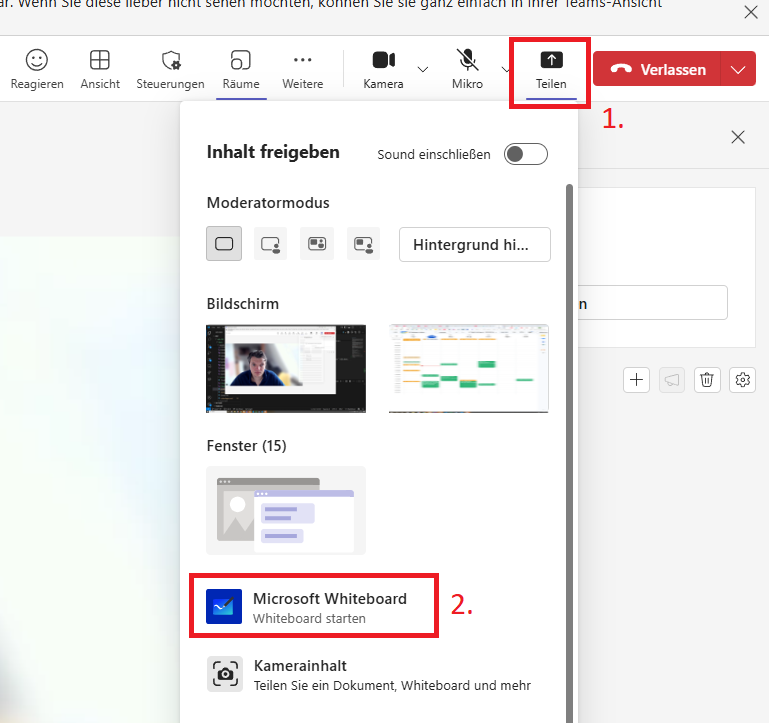 ar. Wenn Sie diese lieber nicht sehen möchten, können Sie sie ganz einfach in Ihrer Teams-Ansicht
Reagieren Ansicht Steuerungen Räume Weitere Kamera Mikro Teilen Verlassen
1.
Inhalt freigeben Sound einschließen
Moderatormodus
Hintergrund hi...
Bildschirm
n
Fenster (15)
Microsoft Whiteboard
Whiteboard starten
2.
Kamerainhalt
Teilen Sie ein Dokument, Whiteboard und mehr